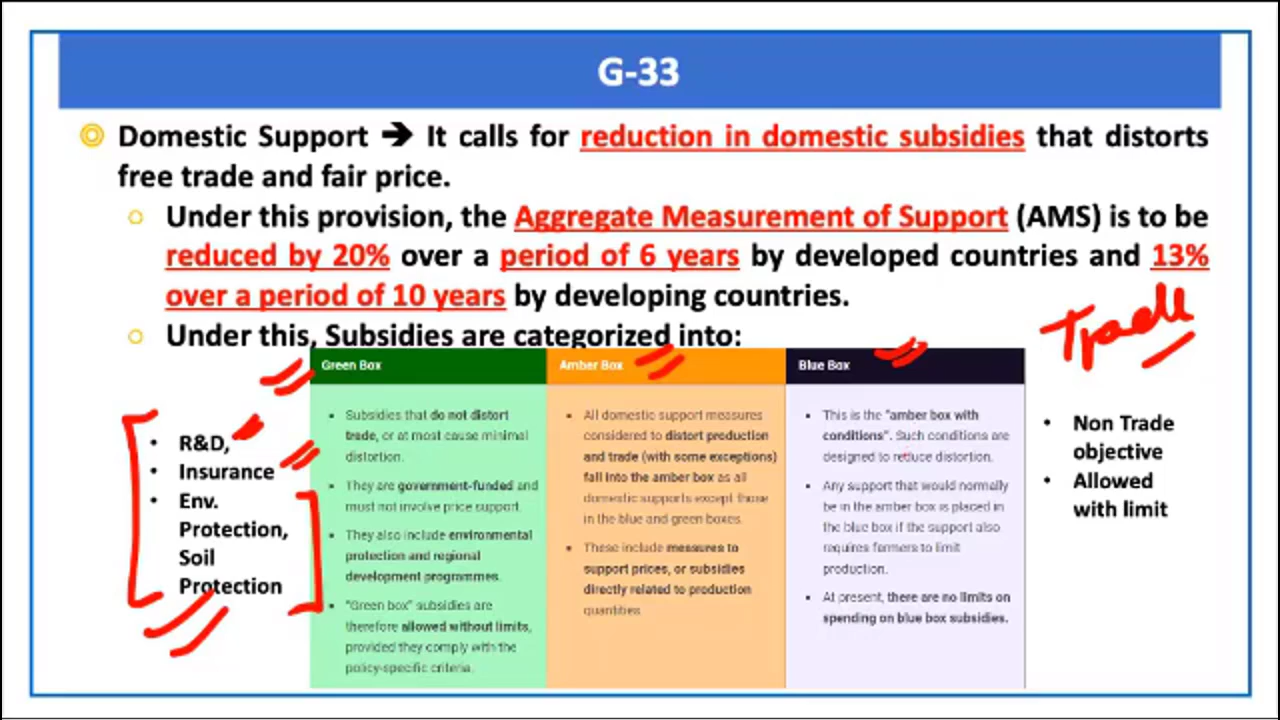 G-33
Domestic Support ➔ It calls for reduction in domestic subsidies that distorts
free trade and fair price.
Under this provision, the Aggregate Measurement of Support (AMS) is to be
reduced by 20% over a period of 6 years by developed countries and 13%
over a period of 10 years by developing countries.
Under this, Subsidies are categorized into:
Trade
• R&D,
• Insurance
• Env.
Protection,
Soil
Protection
Green Box
• Subsidies that do not distort
trade, or at most cause minimal
distortion.
• They are government-funded and
must not involve price support.
• They also include environmental
protection and regional
development programmes.
• "Green box" subsidies are
therefore allowed without limits,
provided they comply with the
policy-specific criteria.
Amber Box
• All domestic support measures
considered to distort production
and trade (with some exceptions)
fall into the amber box as all
domestic supports except those
in the blue and green boxes.
• These include measures to
support prices, or subsidies
directly related to production
quantities.
Blue Box
• This is the "amber box with
conditions". Such conditions are
designed to reduce distortion.
• Any support that would normally
be in the amber box is placed in
the blue box if the support also
requires farmers to limit
production.
• At present, there are no limits on
spending on blue box subsidies.
• Non Trade
objective
• Allowed
with limit